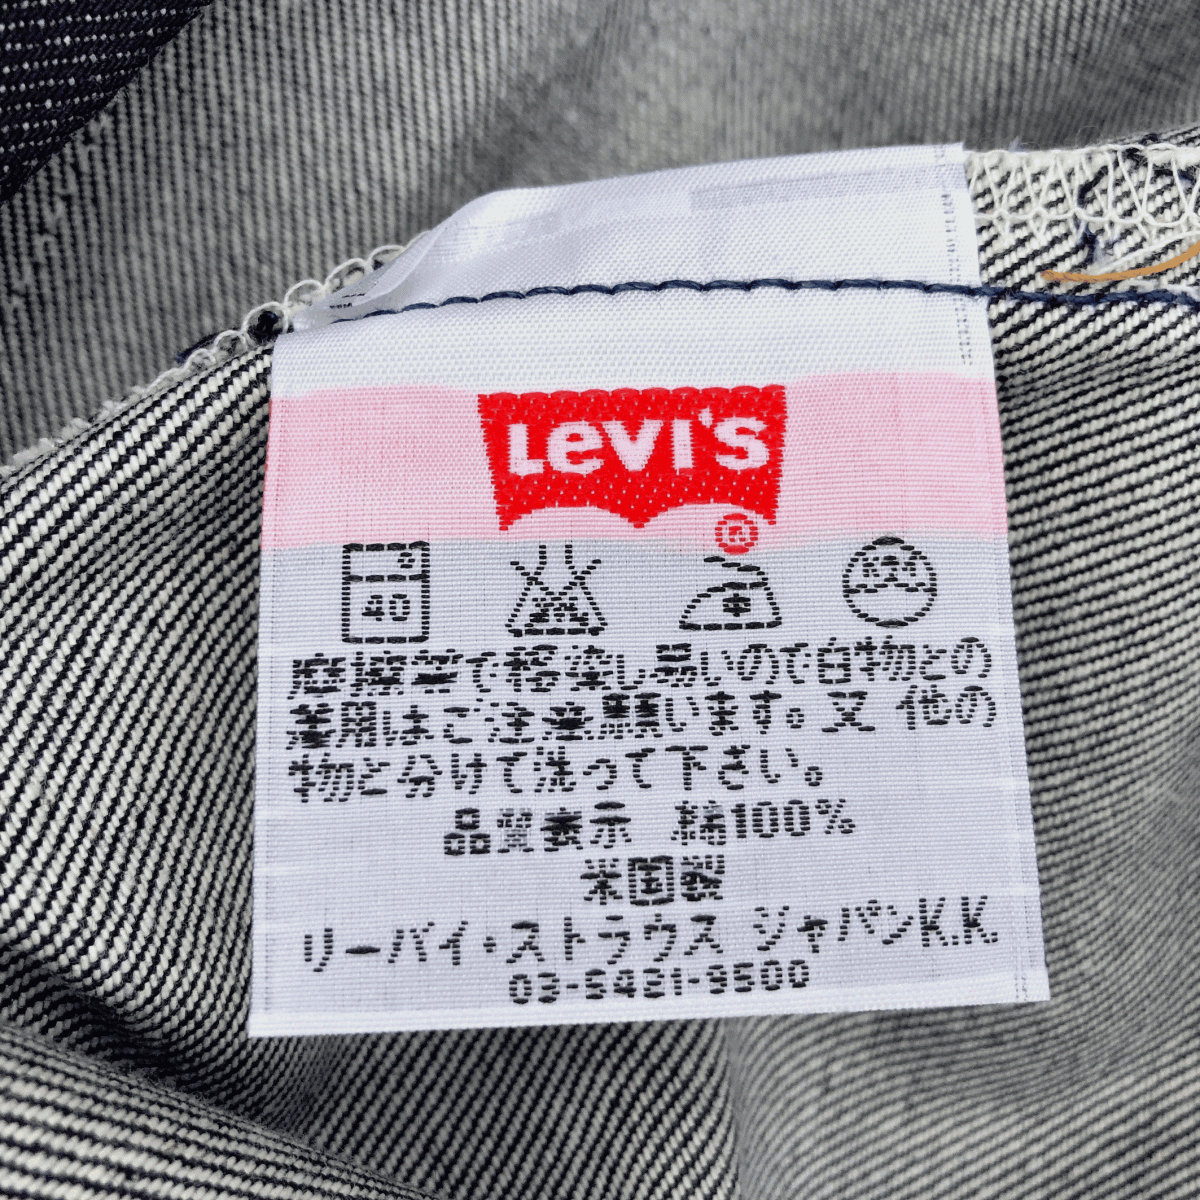 Levi's
®
40
中
摩擦等で移染し易いので白物との
着用はご注意願います。又 他の
物と分けて洗って下さい。
品質表示 綿100%
米国製
リーバイ・ストラウス ジャパンK.K.
03-5421-9500